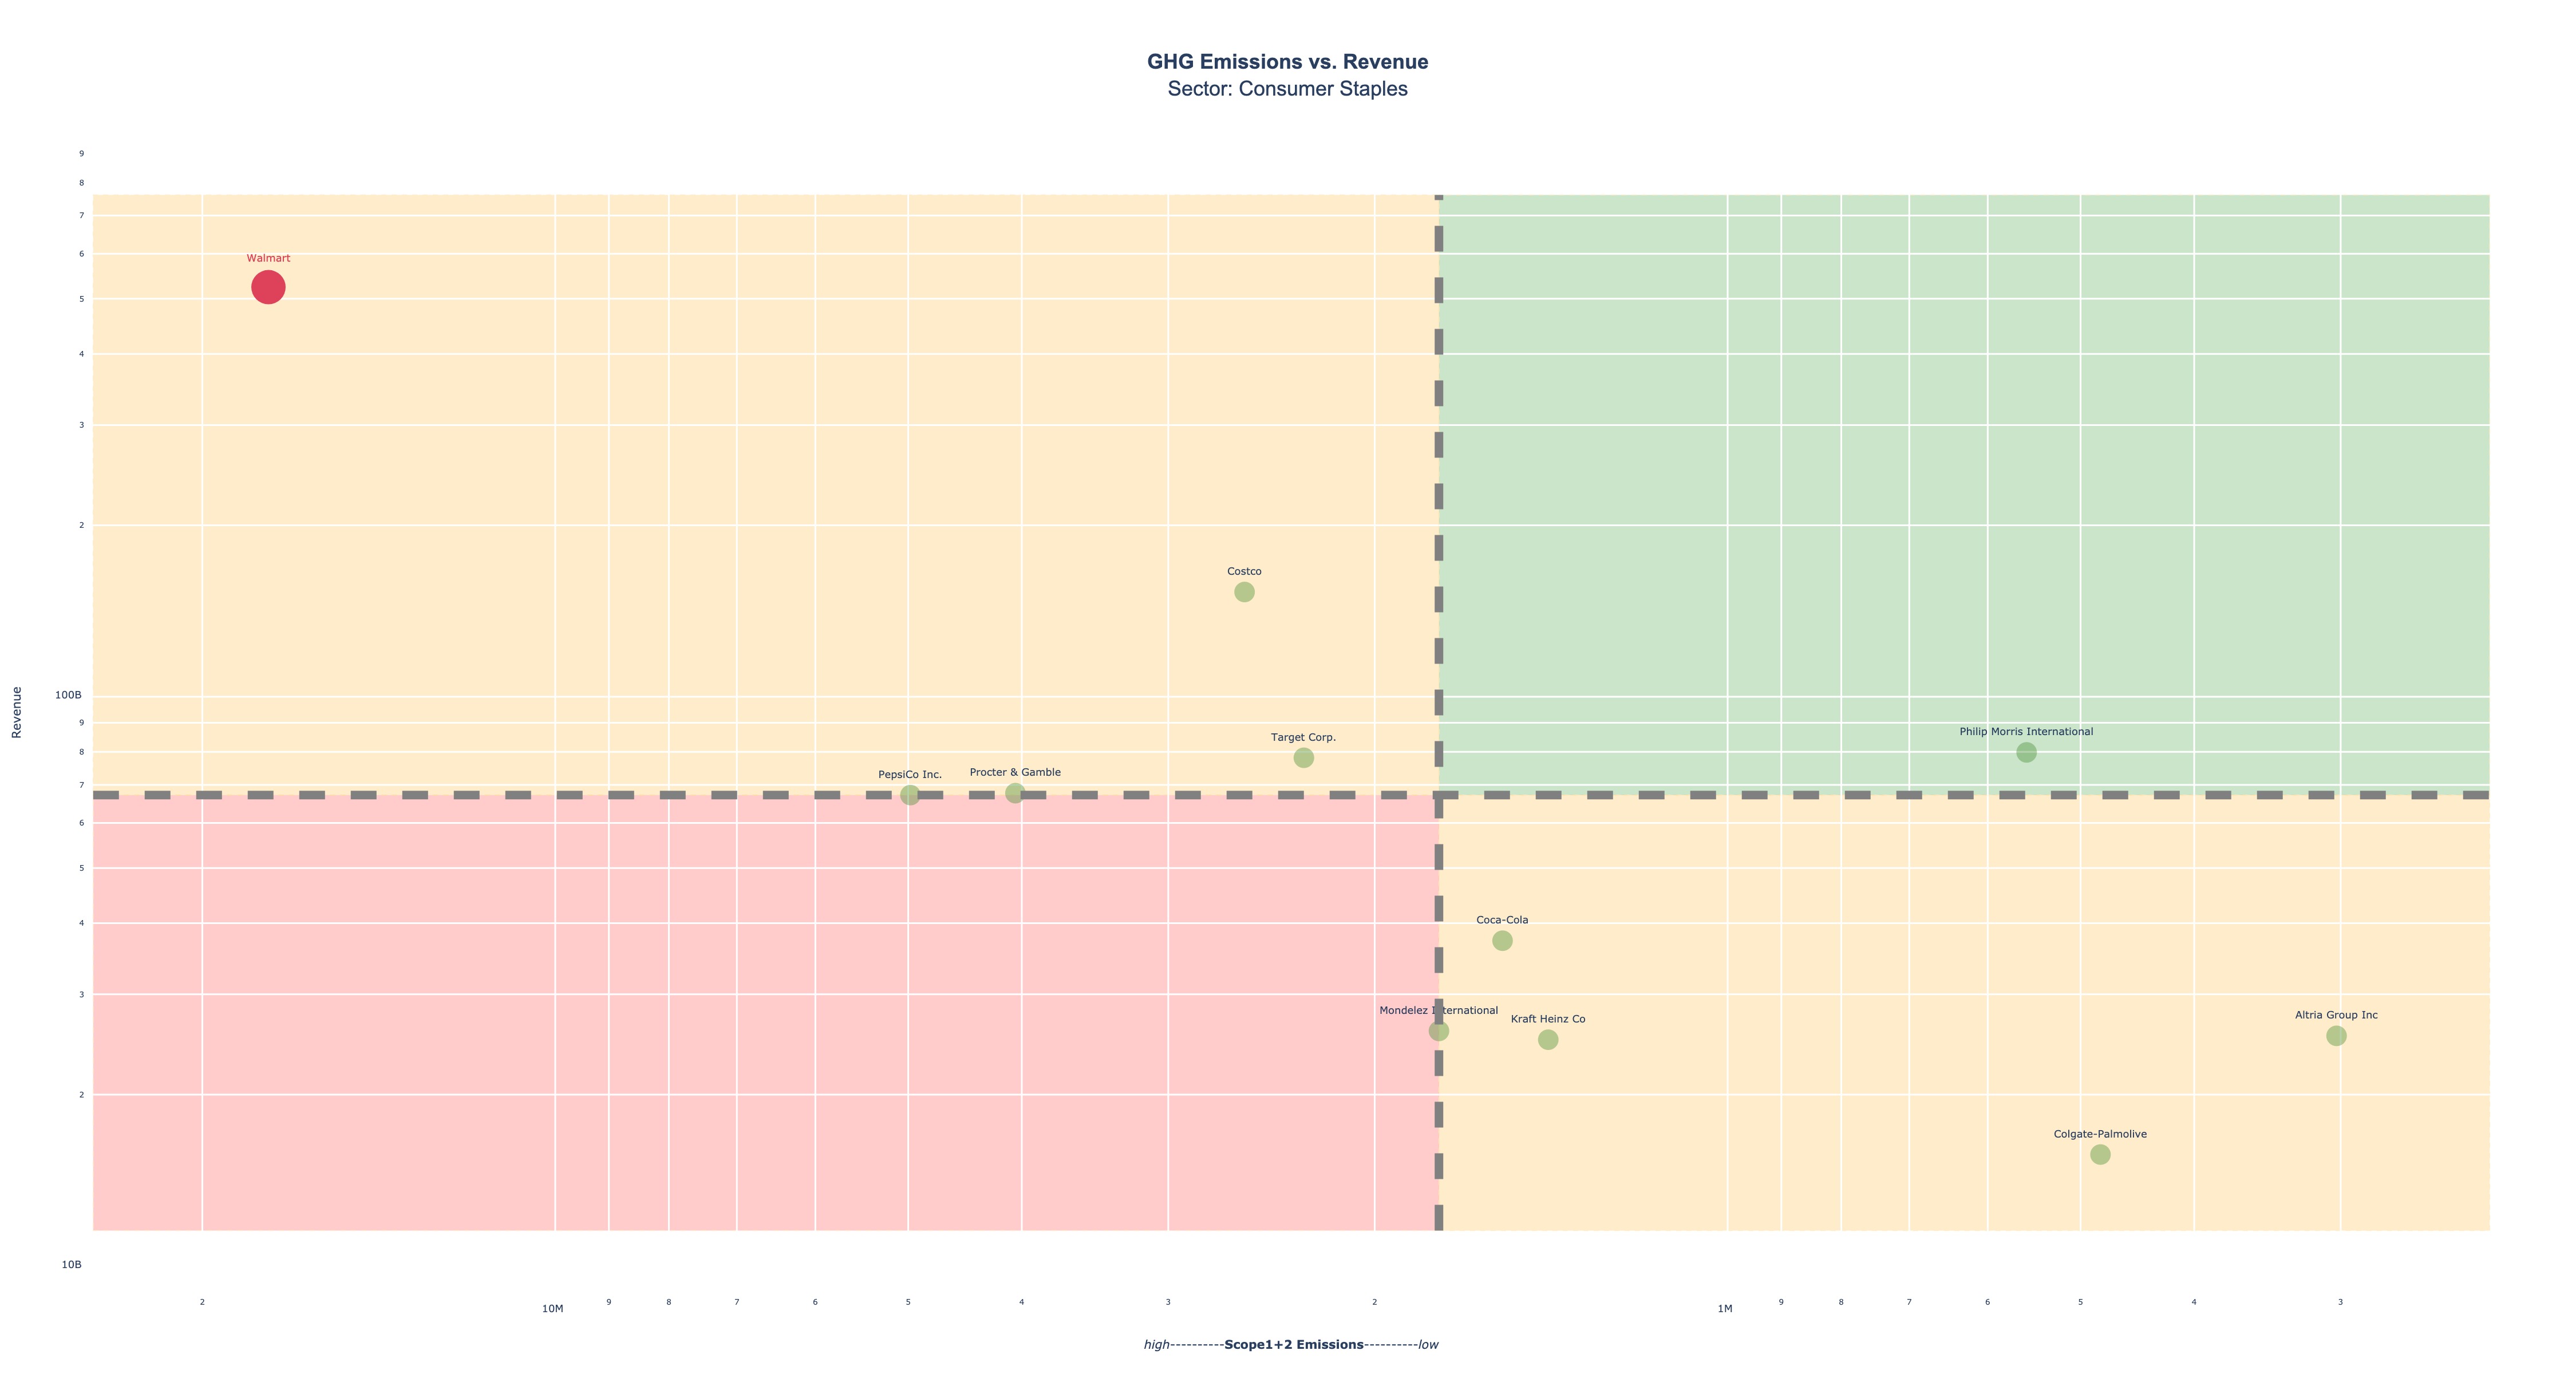 GHG Emissions vs. Revenue
Sector: Consumer Staples
9
8
7
6
5
4
3
2
100B
9
8
7
6
5
4
3
2
10B
Revenue
Walmart
Costco
Target Corp.
Philip Morris International
PepsiCo Inc.
Procter & Gamble
Coca-Cola
Mondelez International
Kraft Heinz Co
Altria Group Inc
Colgate-Palmolive
2
10M
9
8
7
6
5
4
3
2
1M
9
8
7
6
5
4
3
high----------Scope1+2 Emissions----------low